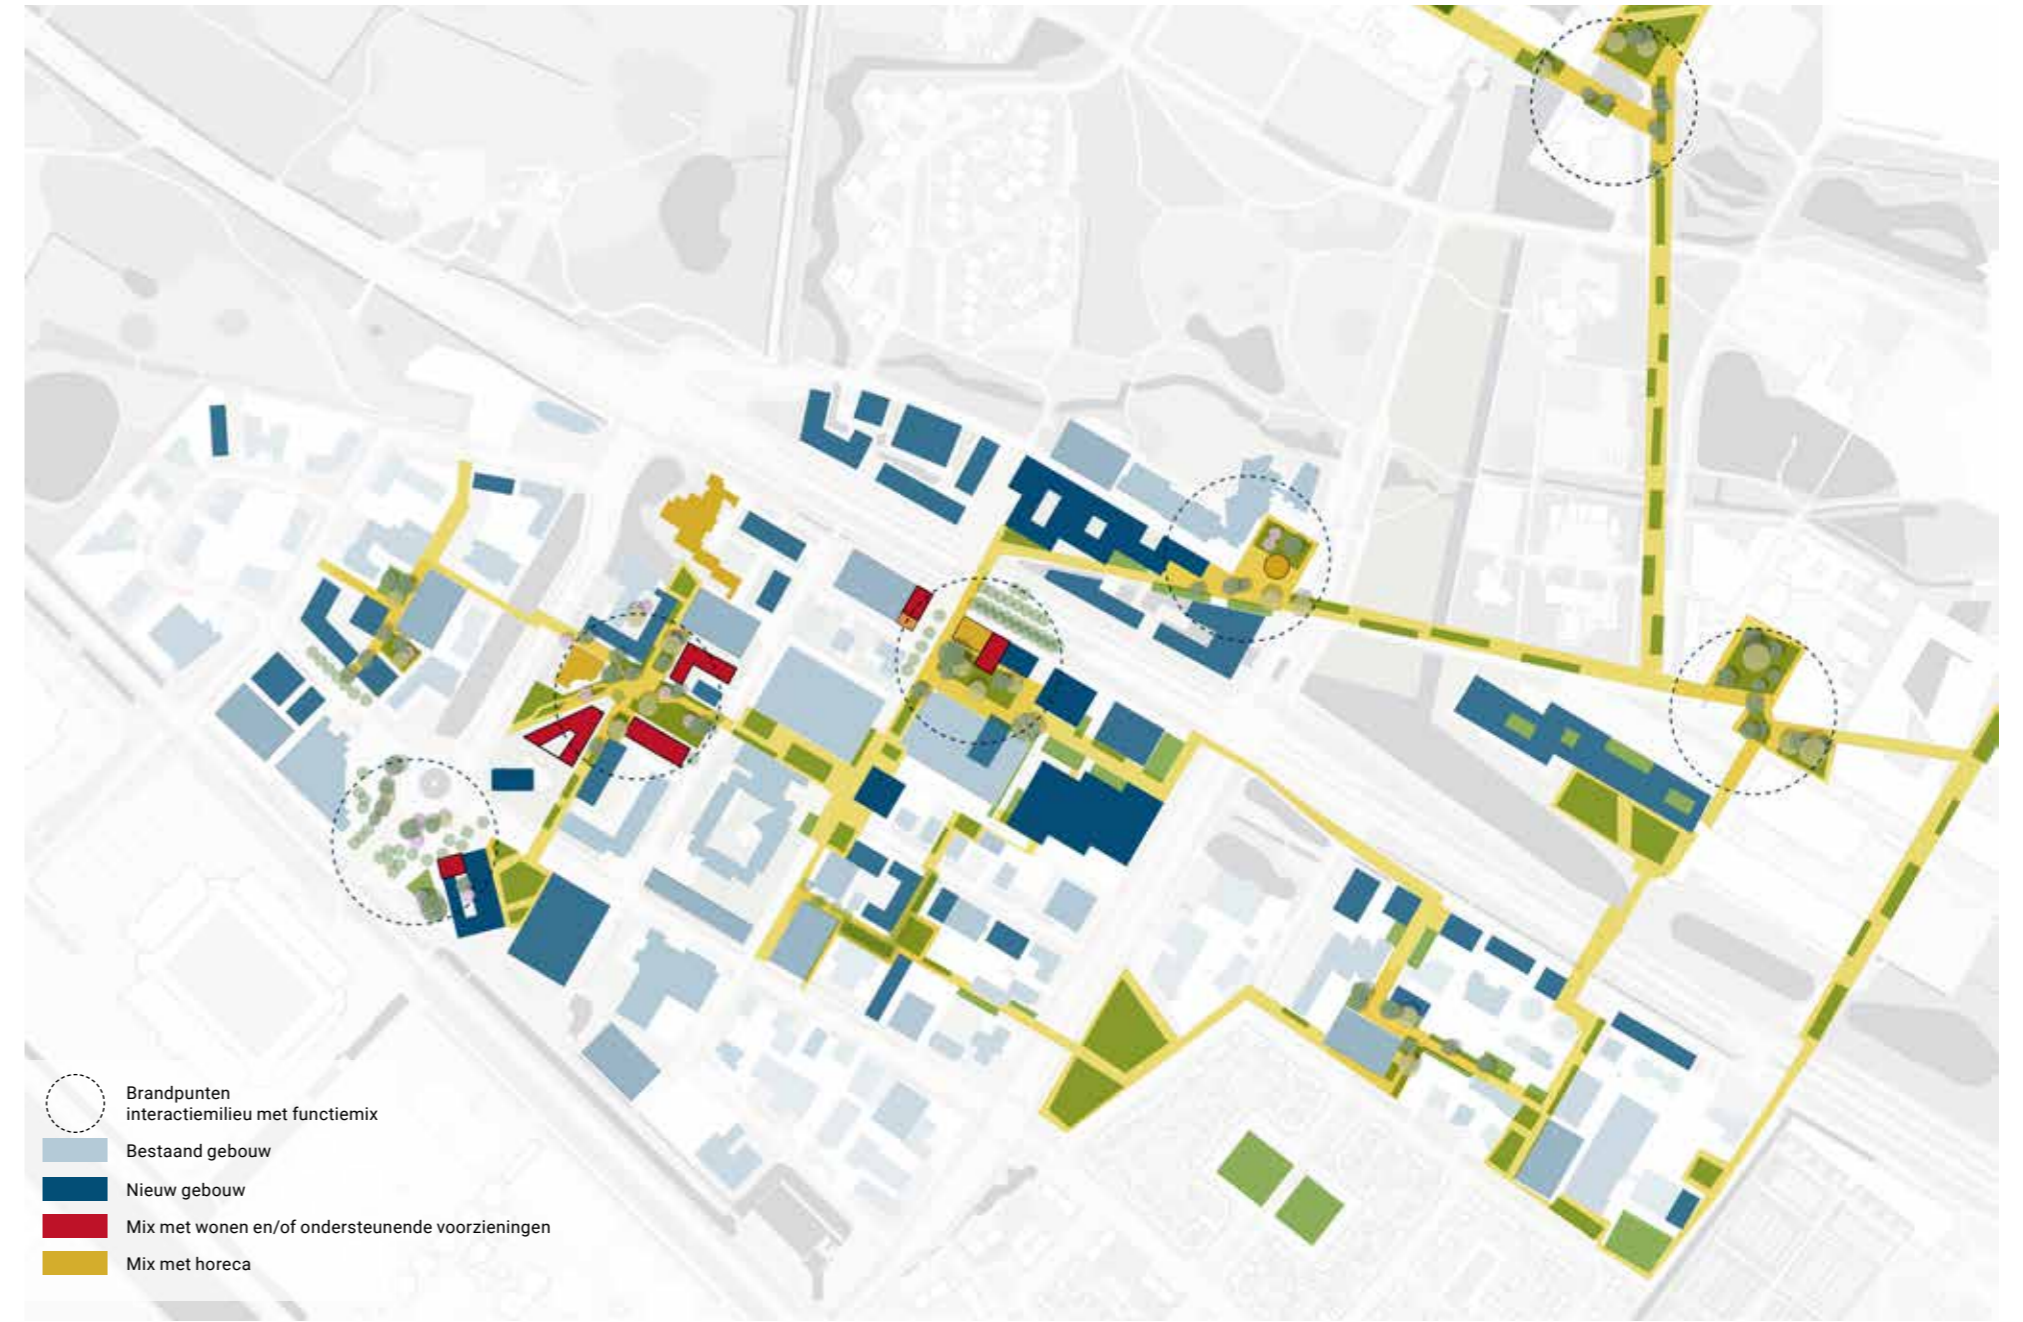 Brandpunten
interactiemilieu met functiemix
Bestaand gebouw
Nieuw gebouw
Mix met wonen en/of ondersteunende voorzieningen
Mix met horeca